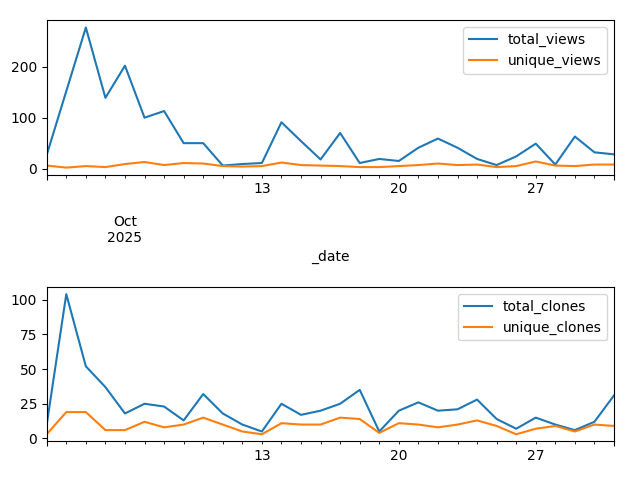 total_views
unique_views
200
100
0
13
20
27
Oct
2025
_date
total_clones
unique_clones
100
75
50
25
0
13
20
27